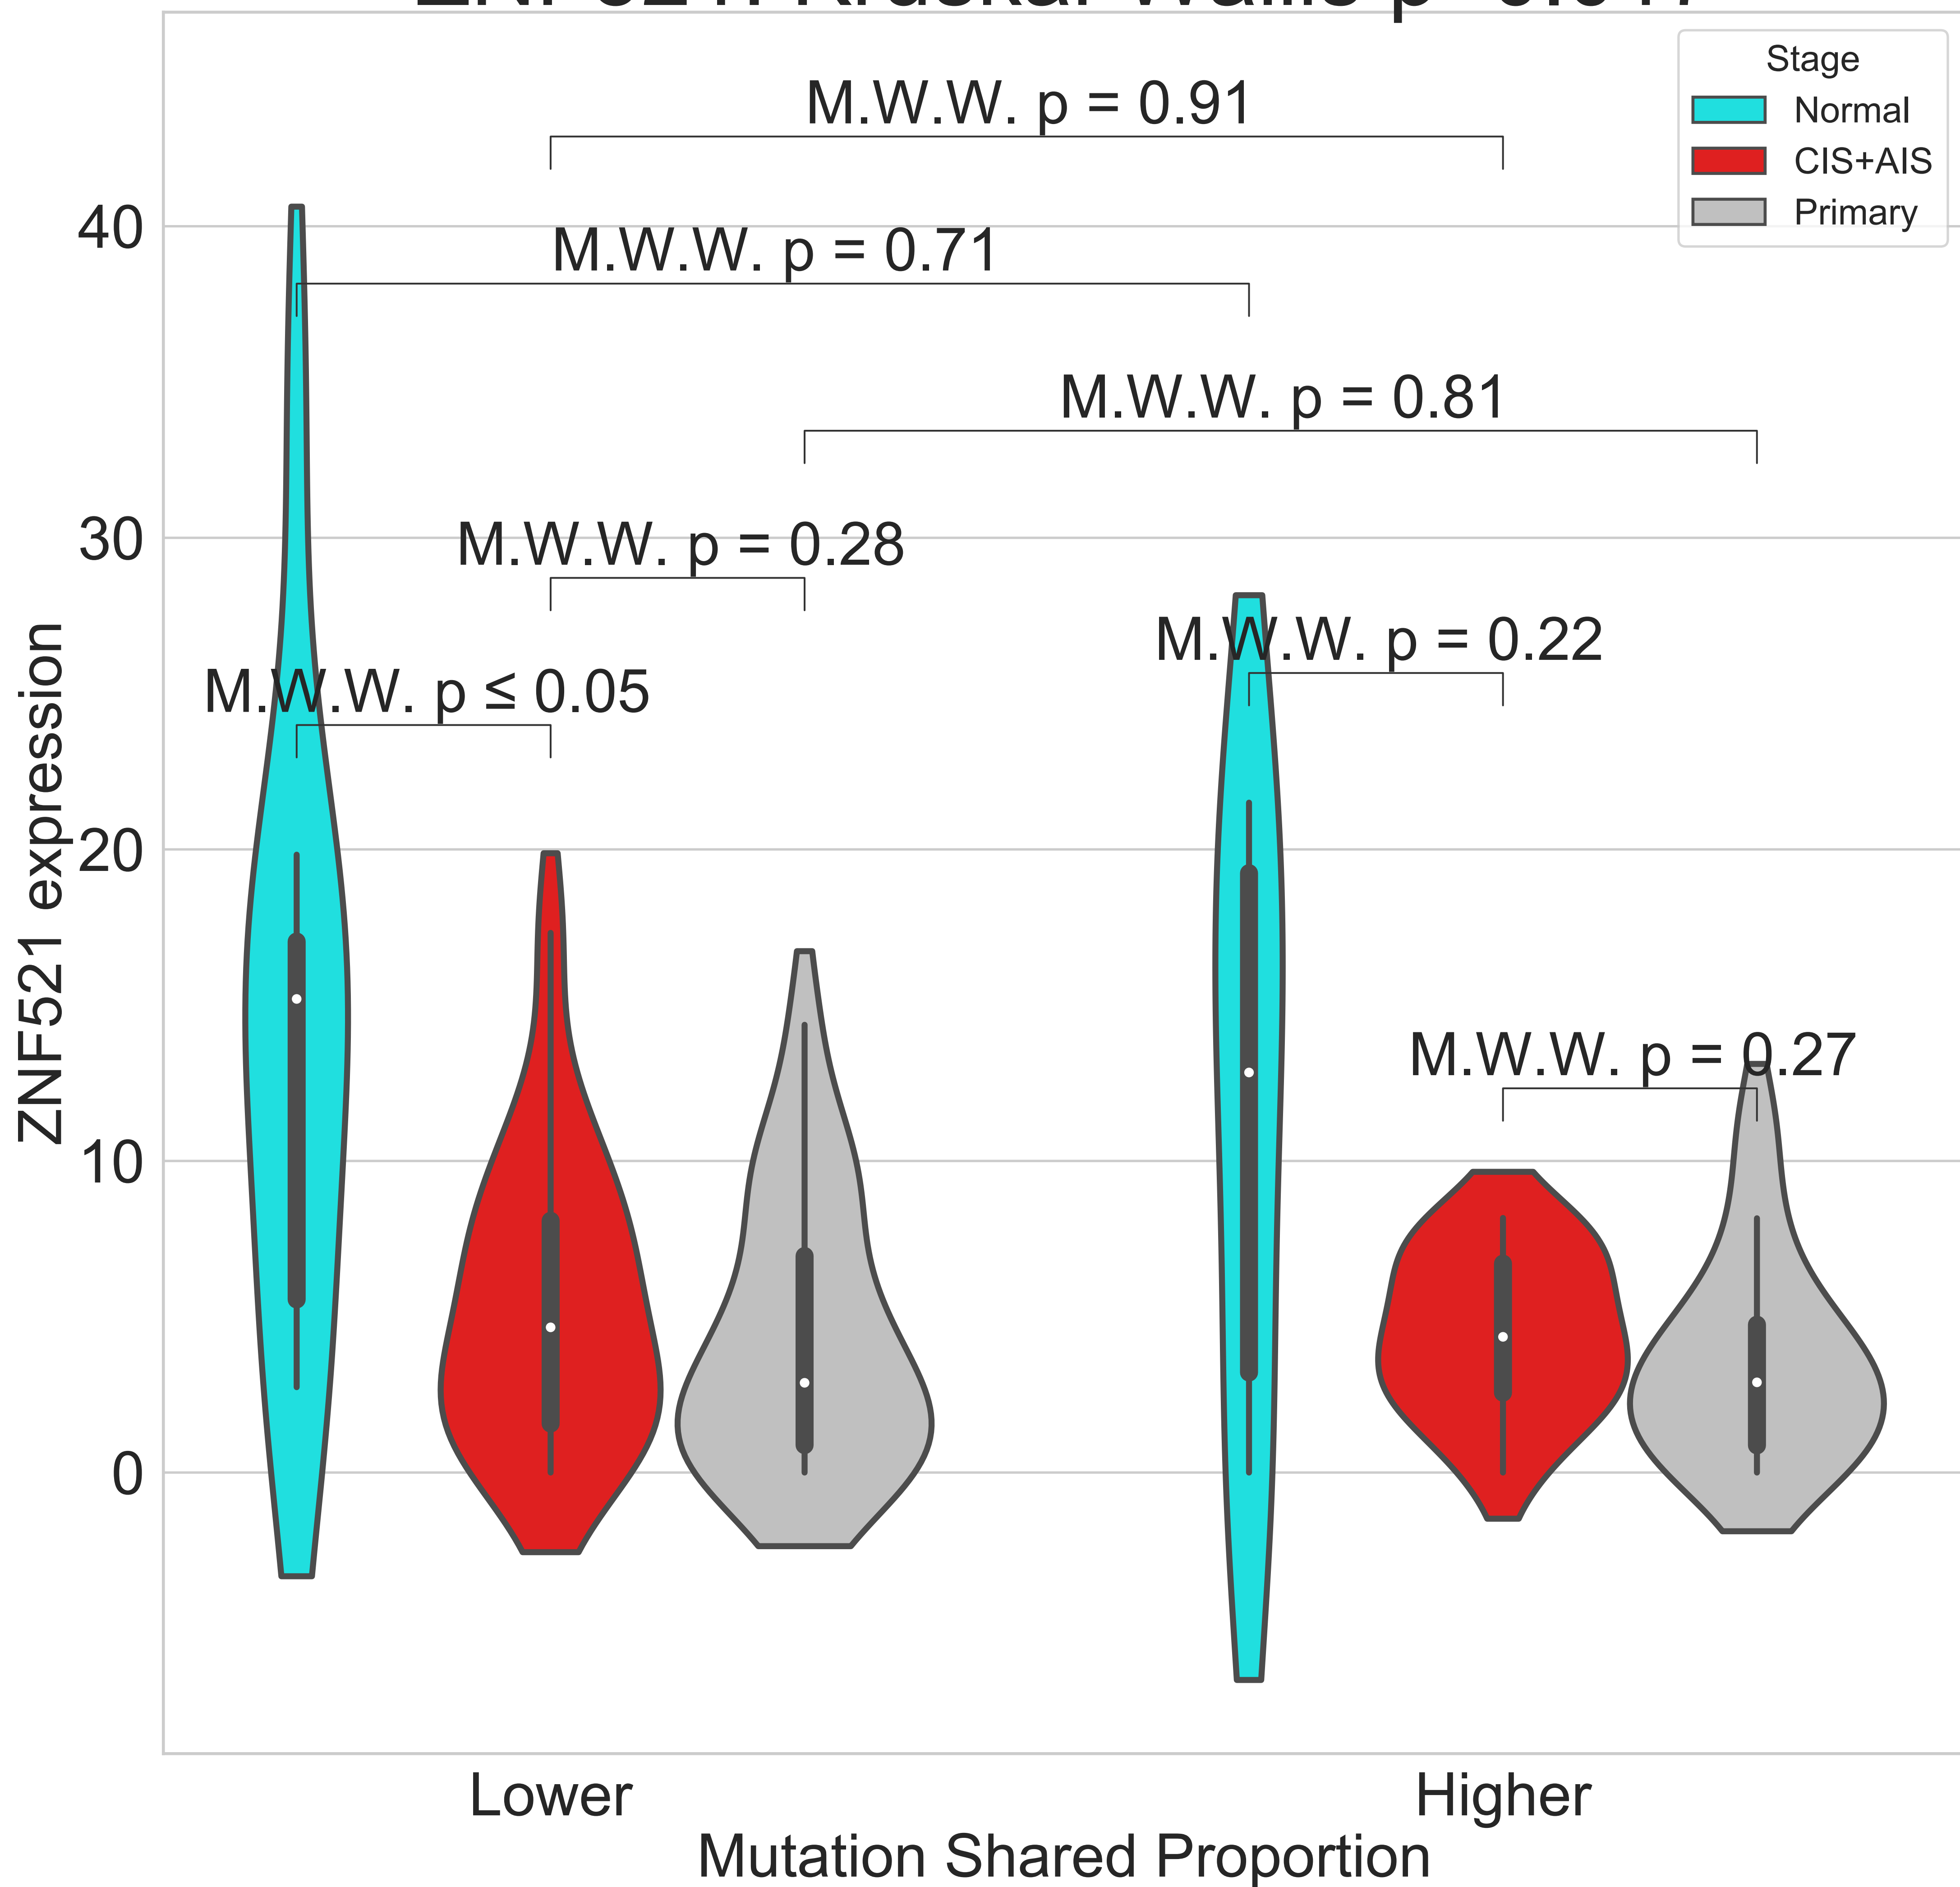 Stage
Normal
CIS+AIS
Primary
M.W.W. p = 0.91
M.W.W. p = 0.71
M.W.W. p = 0.81
M.W.W. p = 0.28
M.W.W. p = 0.22
M.W.W. p ≤ 0.05
M.W.W. p = 0.27
40
30
20
10
0
ZNF521 expression
Lower
Higher
Mutation Shared Proportion